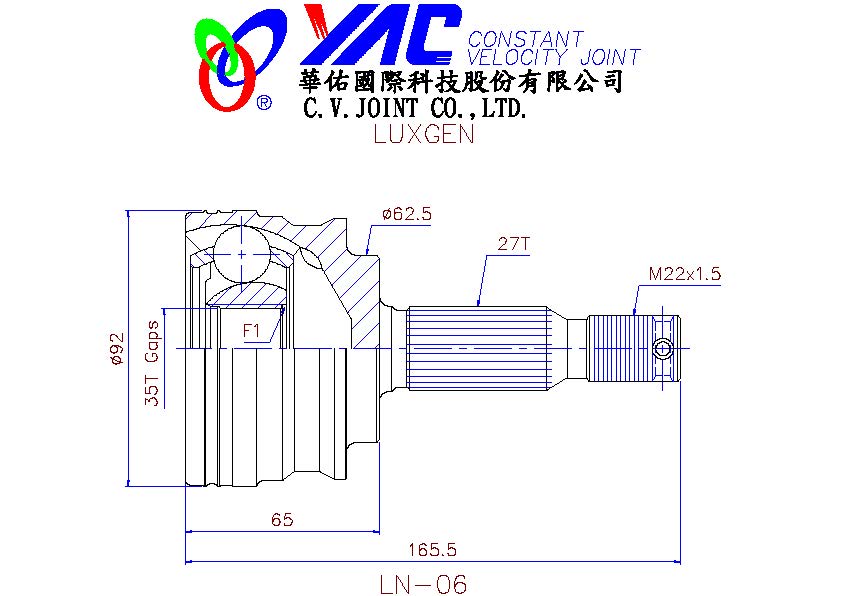 YAC CONSTANT
VELOCITY JOINT
華佑國際科技股份有限公司
® C.V.JOINT CO.,LTD.
LUXGEN
ø62.5
27T
M22x1.5
F1
ø92
35T Gaps
65
165.5
LN-06